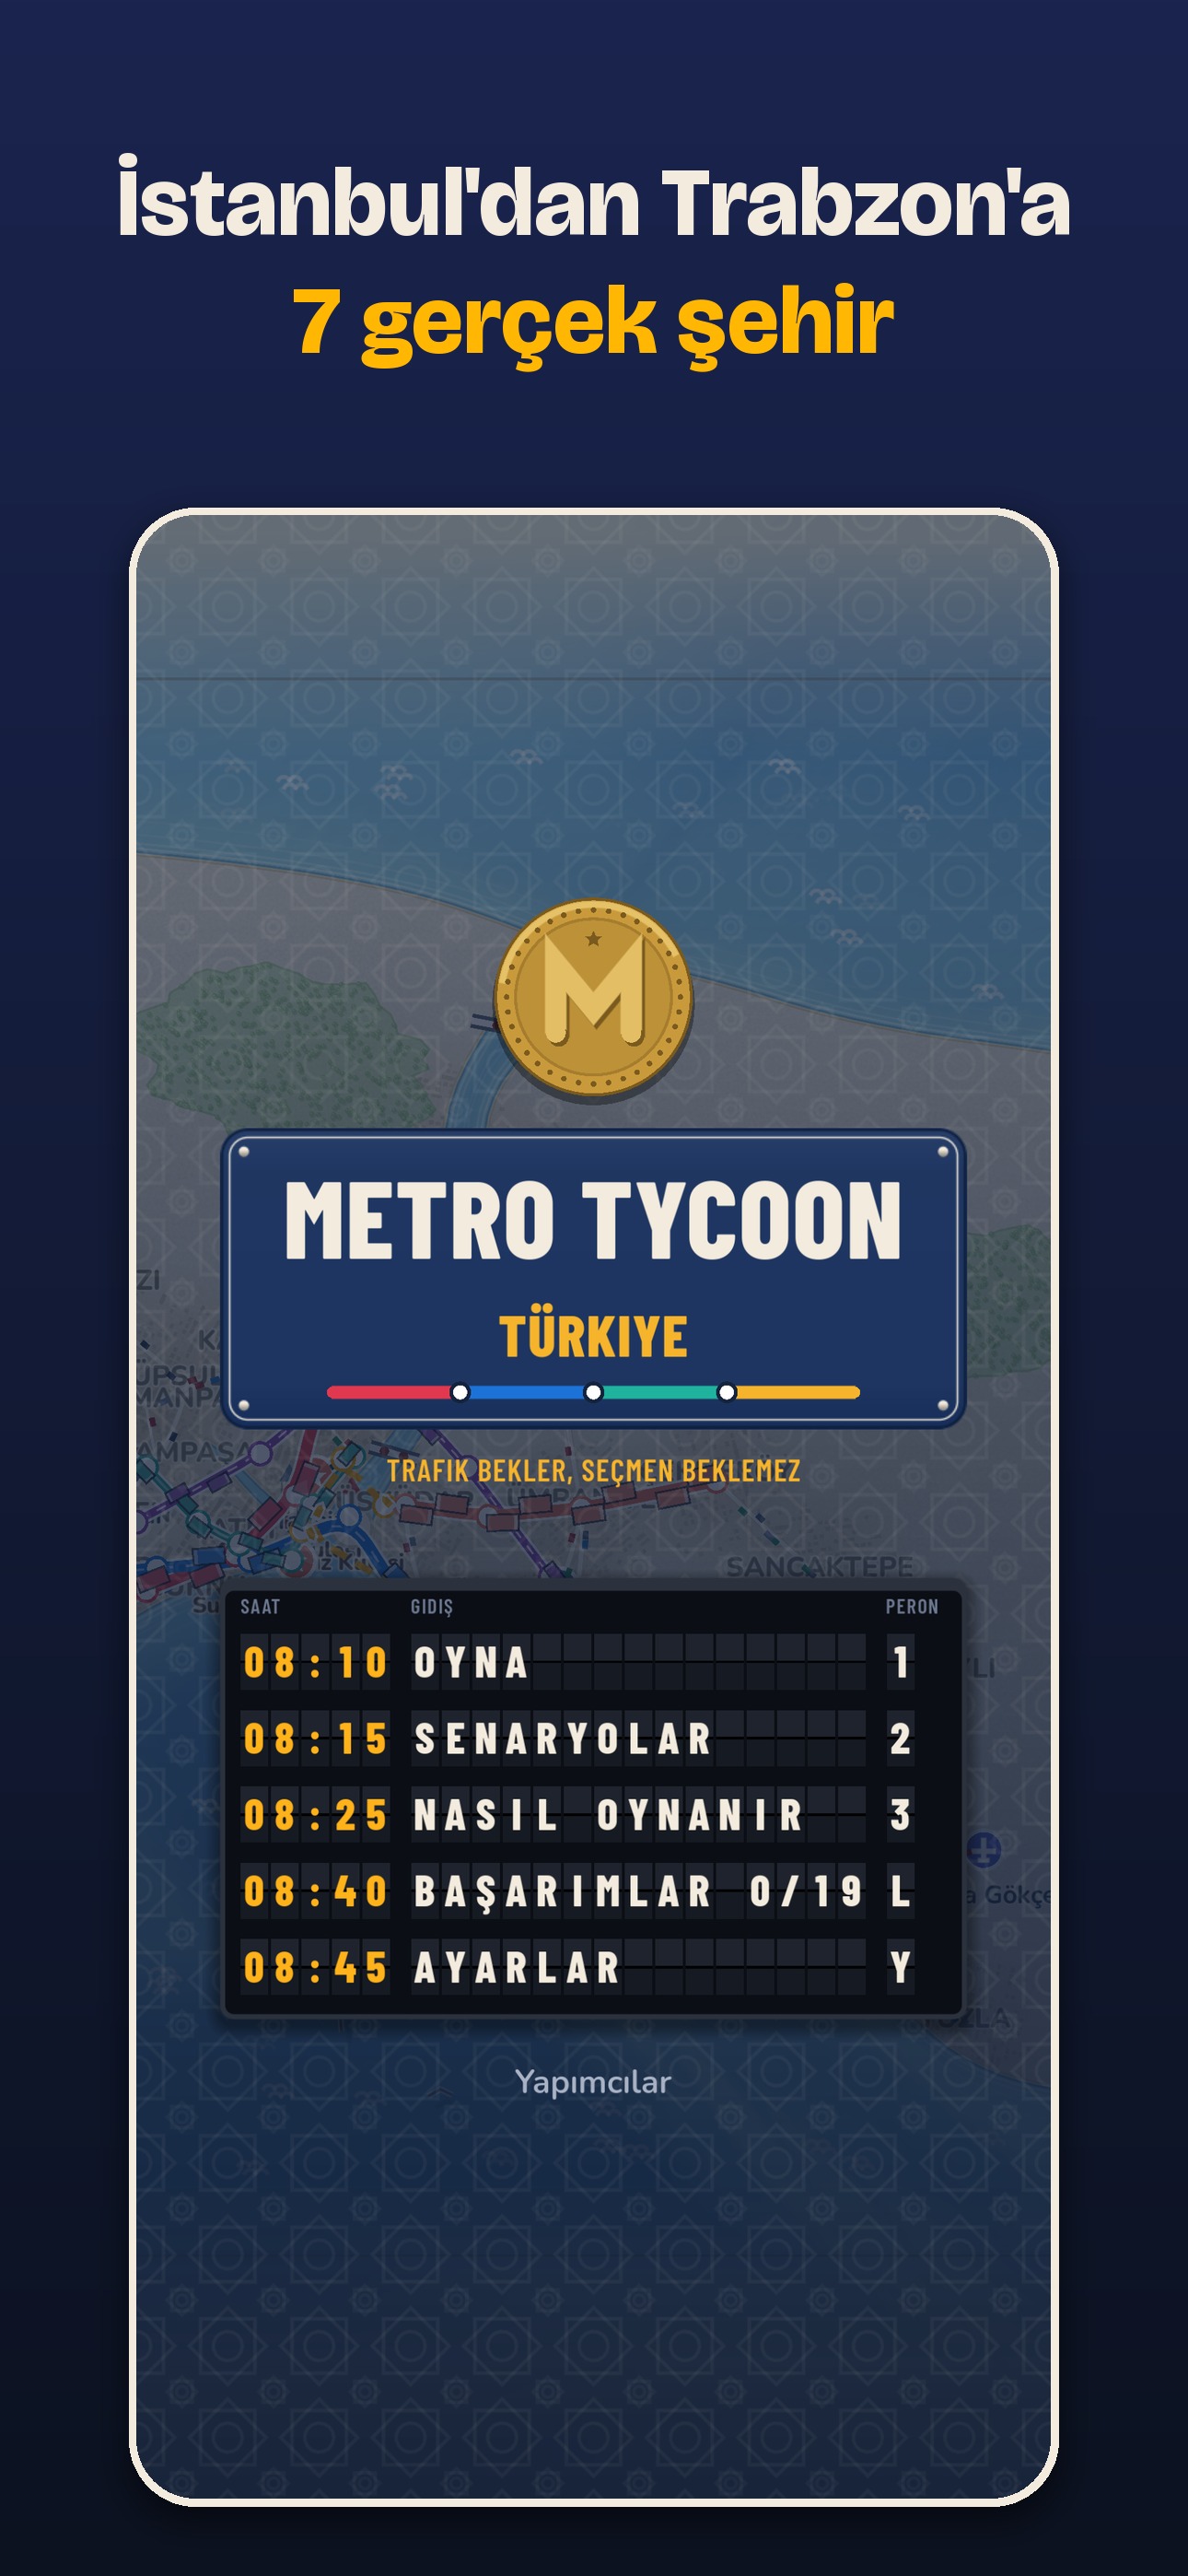 İstanbul'dan Trabzon'a
7 gerçek şehir
M
METRO TYCOON
TÜRKIYE
TRAFIK BEKLER, SEÇMEN BEKLEMEZ
SANCAKTEPE
SAAT GIDIŞ PERON
08:10 OYNA 1
08:15 SENARYOLAR 2
08:25 NASIL OYNANIR 3
08:40 BAŞARIMLAR 0/19 L
08:45 AYARLAR Y
Yapımcılar